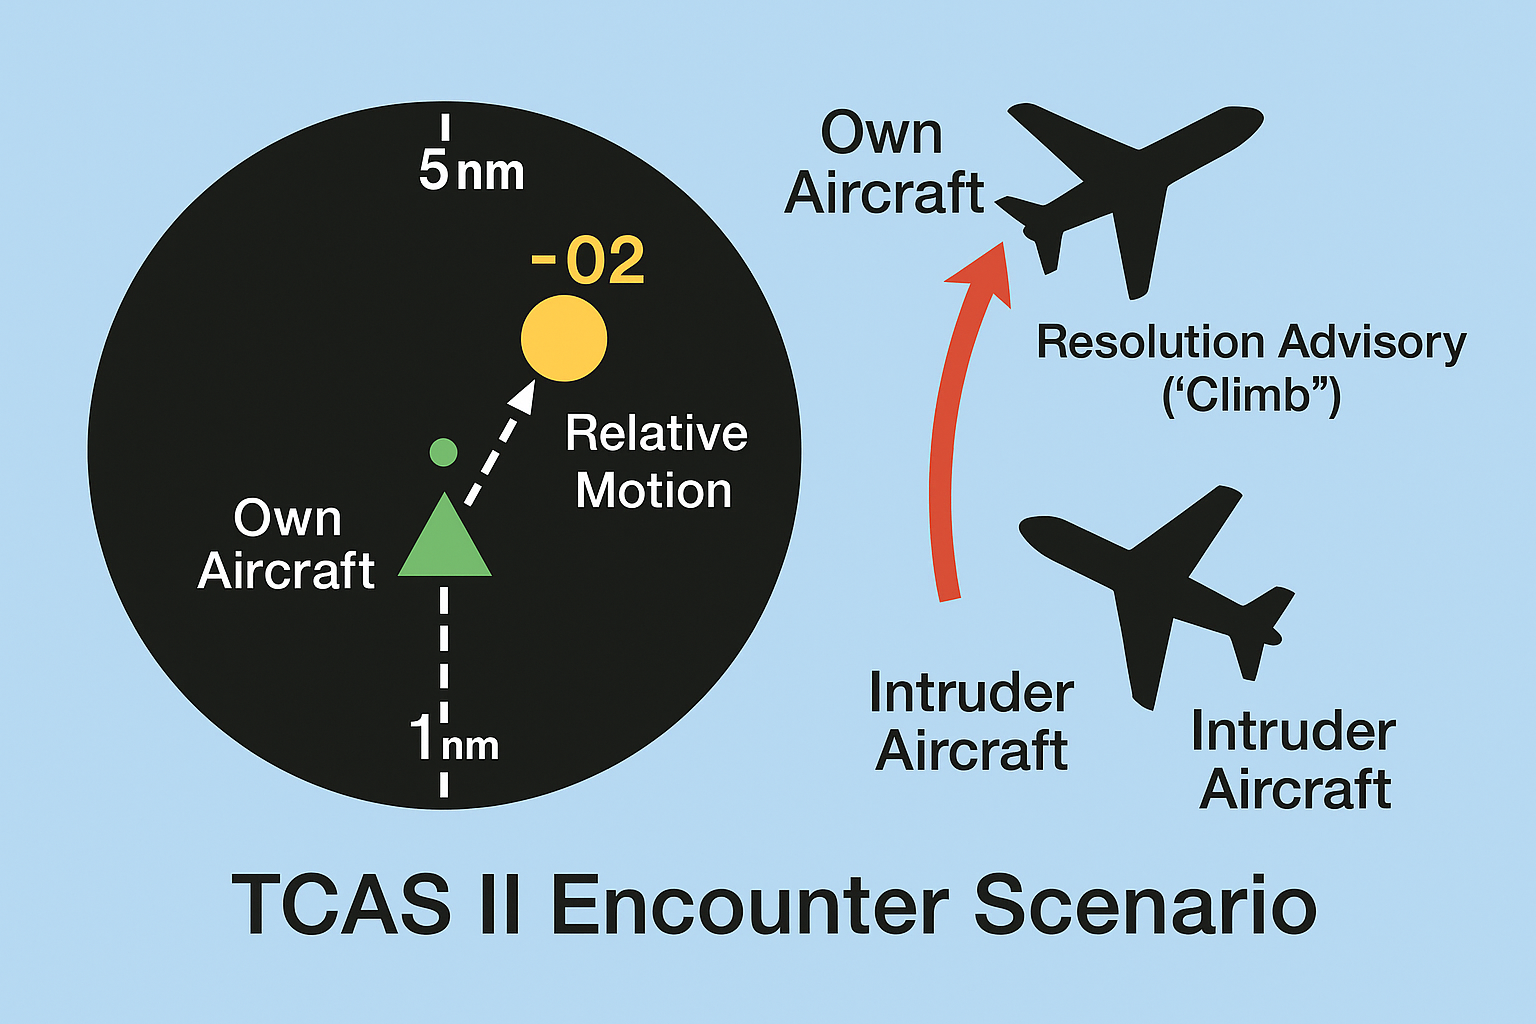 5 nm
-02
Relative
Motion
Own
Aircraft
1 nm
Own
Aircraft
Resolution Advisory
(‘Climb”)
Intruder
Aircraft
Intruder
Aircraft
TCAS II Encounter Scenario